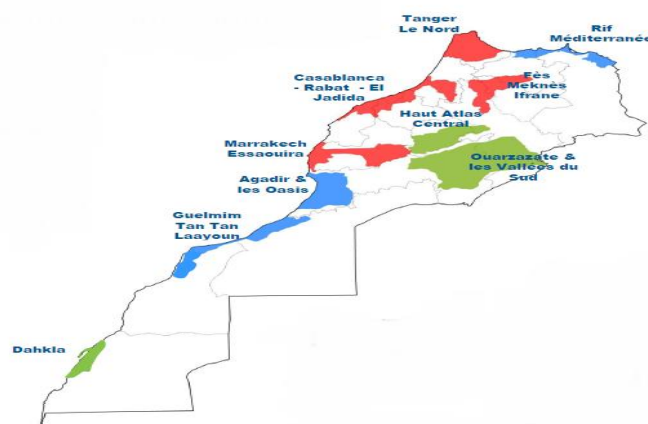 Tanger
Le Nord
Rif
Méditerranée
Casablanca
- Rabat - El
Jadida
Fès
Meknès
Ifrane
Haut Atlas
Central
Marrakech
Essaouira
Ouarzazate &
les Vallées du
Sud
Agadir &
les Oasis
Guelmim
Tan Tan
Laayoun
Dahkla